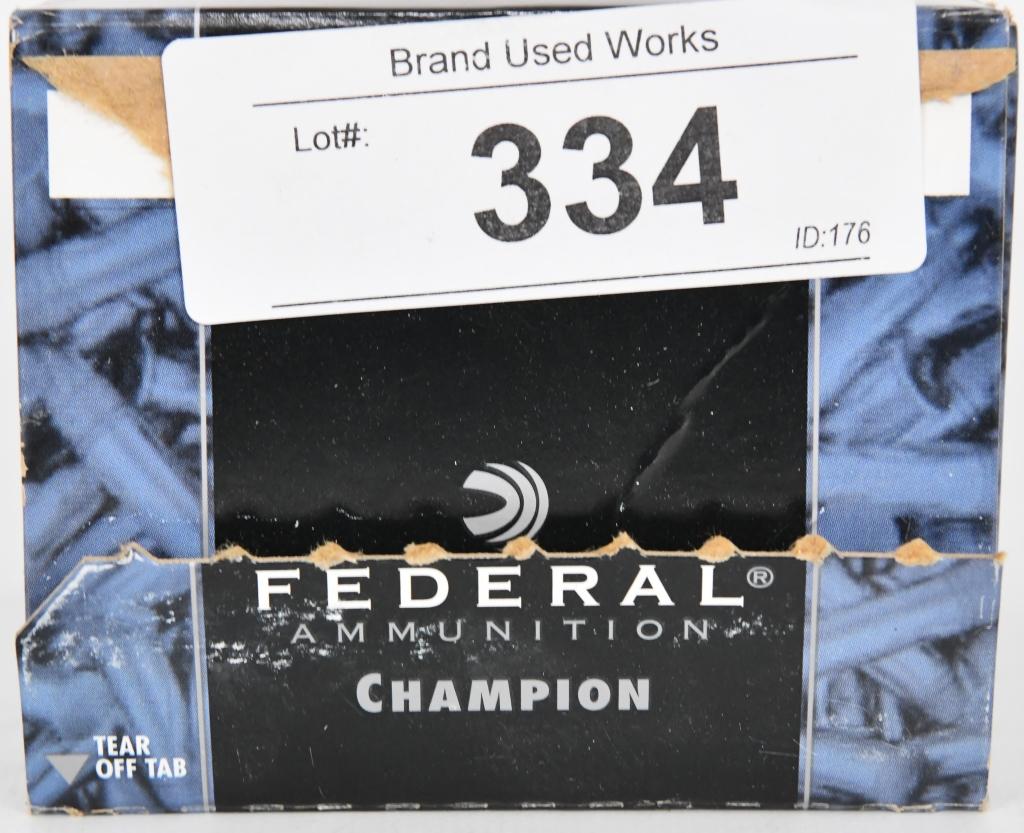 Brand Used Works
Lot#: 334
ID:176
FEDERAL®
AMMUNITION
CHAMPION
TEAR
OFF TAB